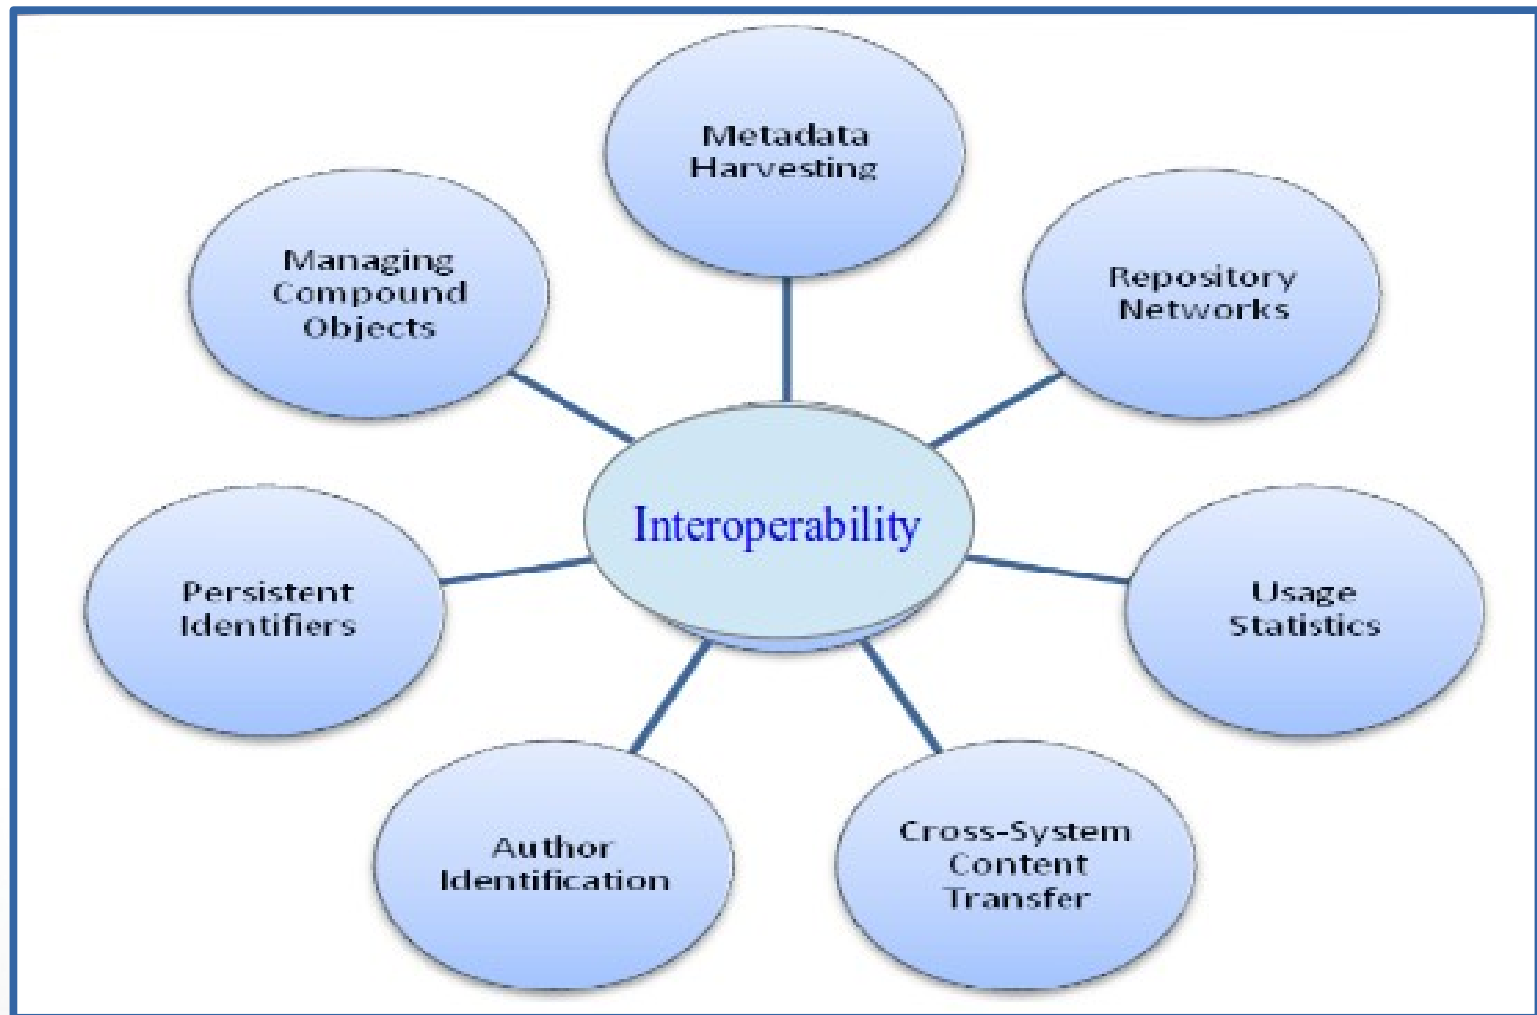 Metadata
Harvesting
Repository
Networks
Usage
Statistics
Cross-System
Content
Transfer
Author
Identification
Persistent
Identifiers
Managing
Compound
Objects
Interoperability